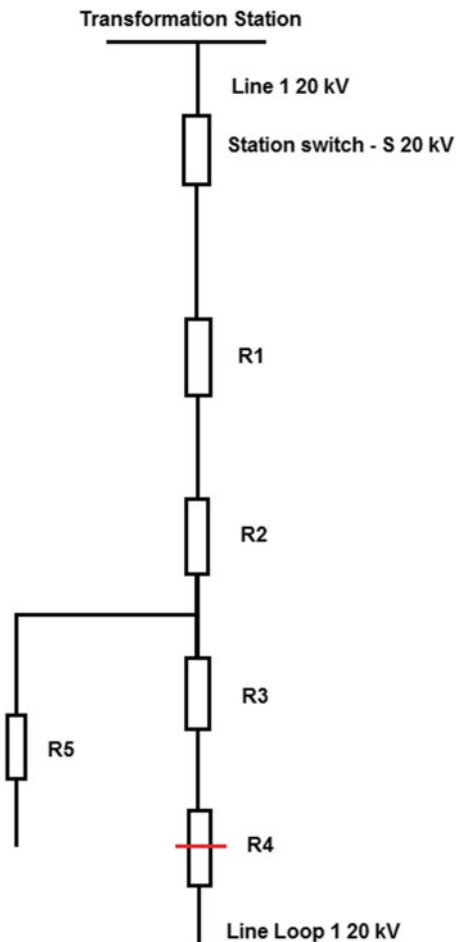 Transformation Station
Line 1 20 kV
Station switch - S 20 kV
R1
R2
R3
R5
R4
Line Loop 1 20 kV